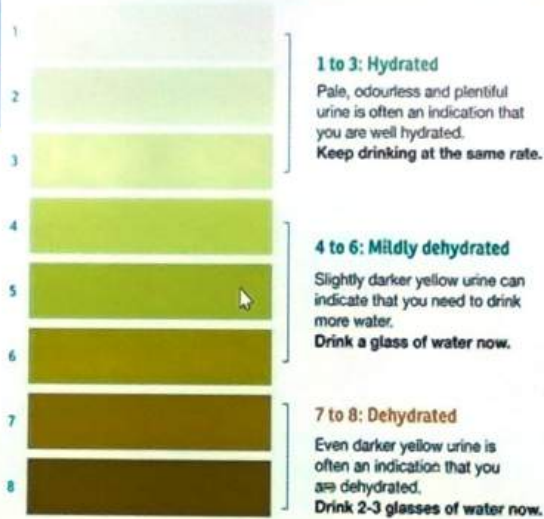 1
2
3
4
5
6
7
8
1 to 3: Hydrated
Pale, odourless and plentiful
urine is often an indication that
you are well hydrated.
Keep drinking at the same rate.
4 to 6: Mildly dehydrated
Slightly darker yellow urine can
indicate that you need to drink
more water.
Drink a glass of water now.
7 to 8: Dehydrated
Even darker yellow urine is
often an indication that you
are dehydrated.
Drink 2-3 glasses of water now.